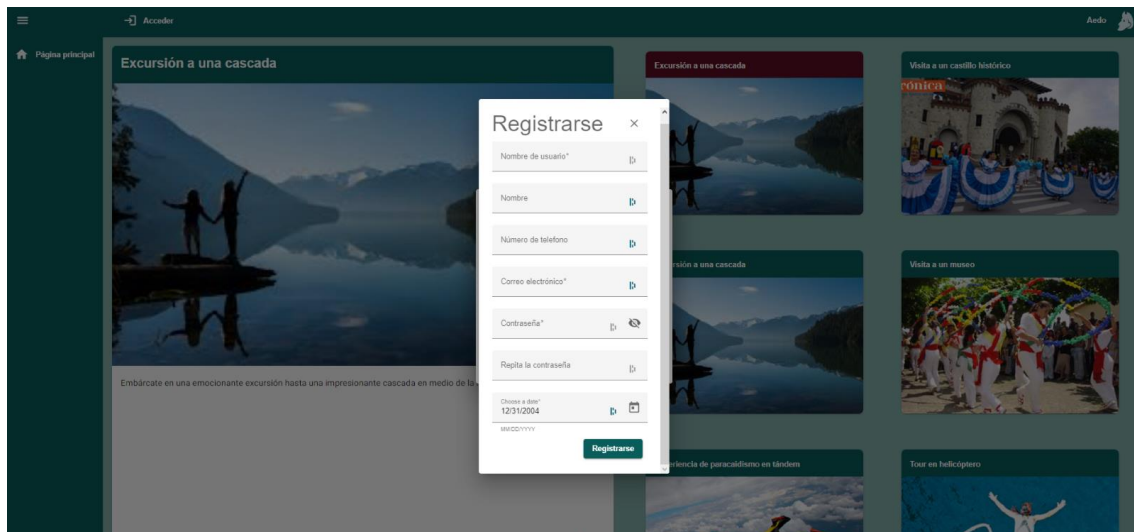 Acceder
Aedo
Página principal
Excursión a una cascada
Embárcate en una emocionante excursión hasta una impresionante cascada en medio de la
Registrarse
Nombre de usuario*
Nombre
Número de telefono
Correo electrónico*
Contraseña*
Repita la contraseña
Choose a date*
12/31/2004
MM/DD/YYYY
Registrarse
Excursión a una cascada
Visita a un castillo histórico
rónica
rsión a una cascada
Visita a un museo
eriencia de paracaidismo en tándem
Tour en helicóptero